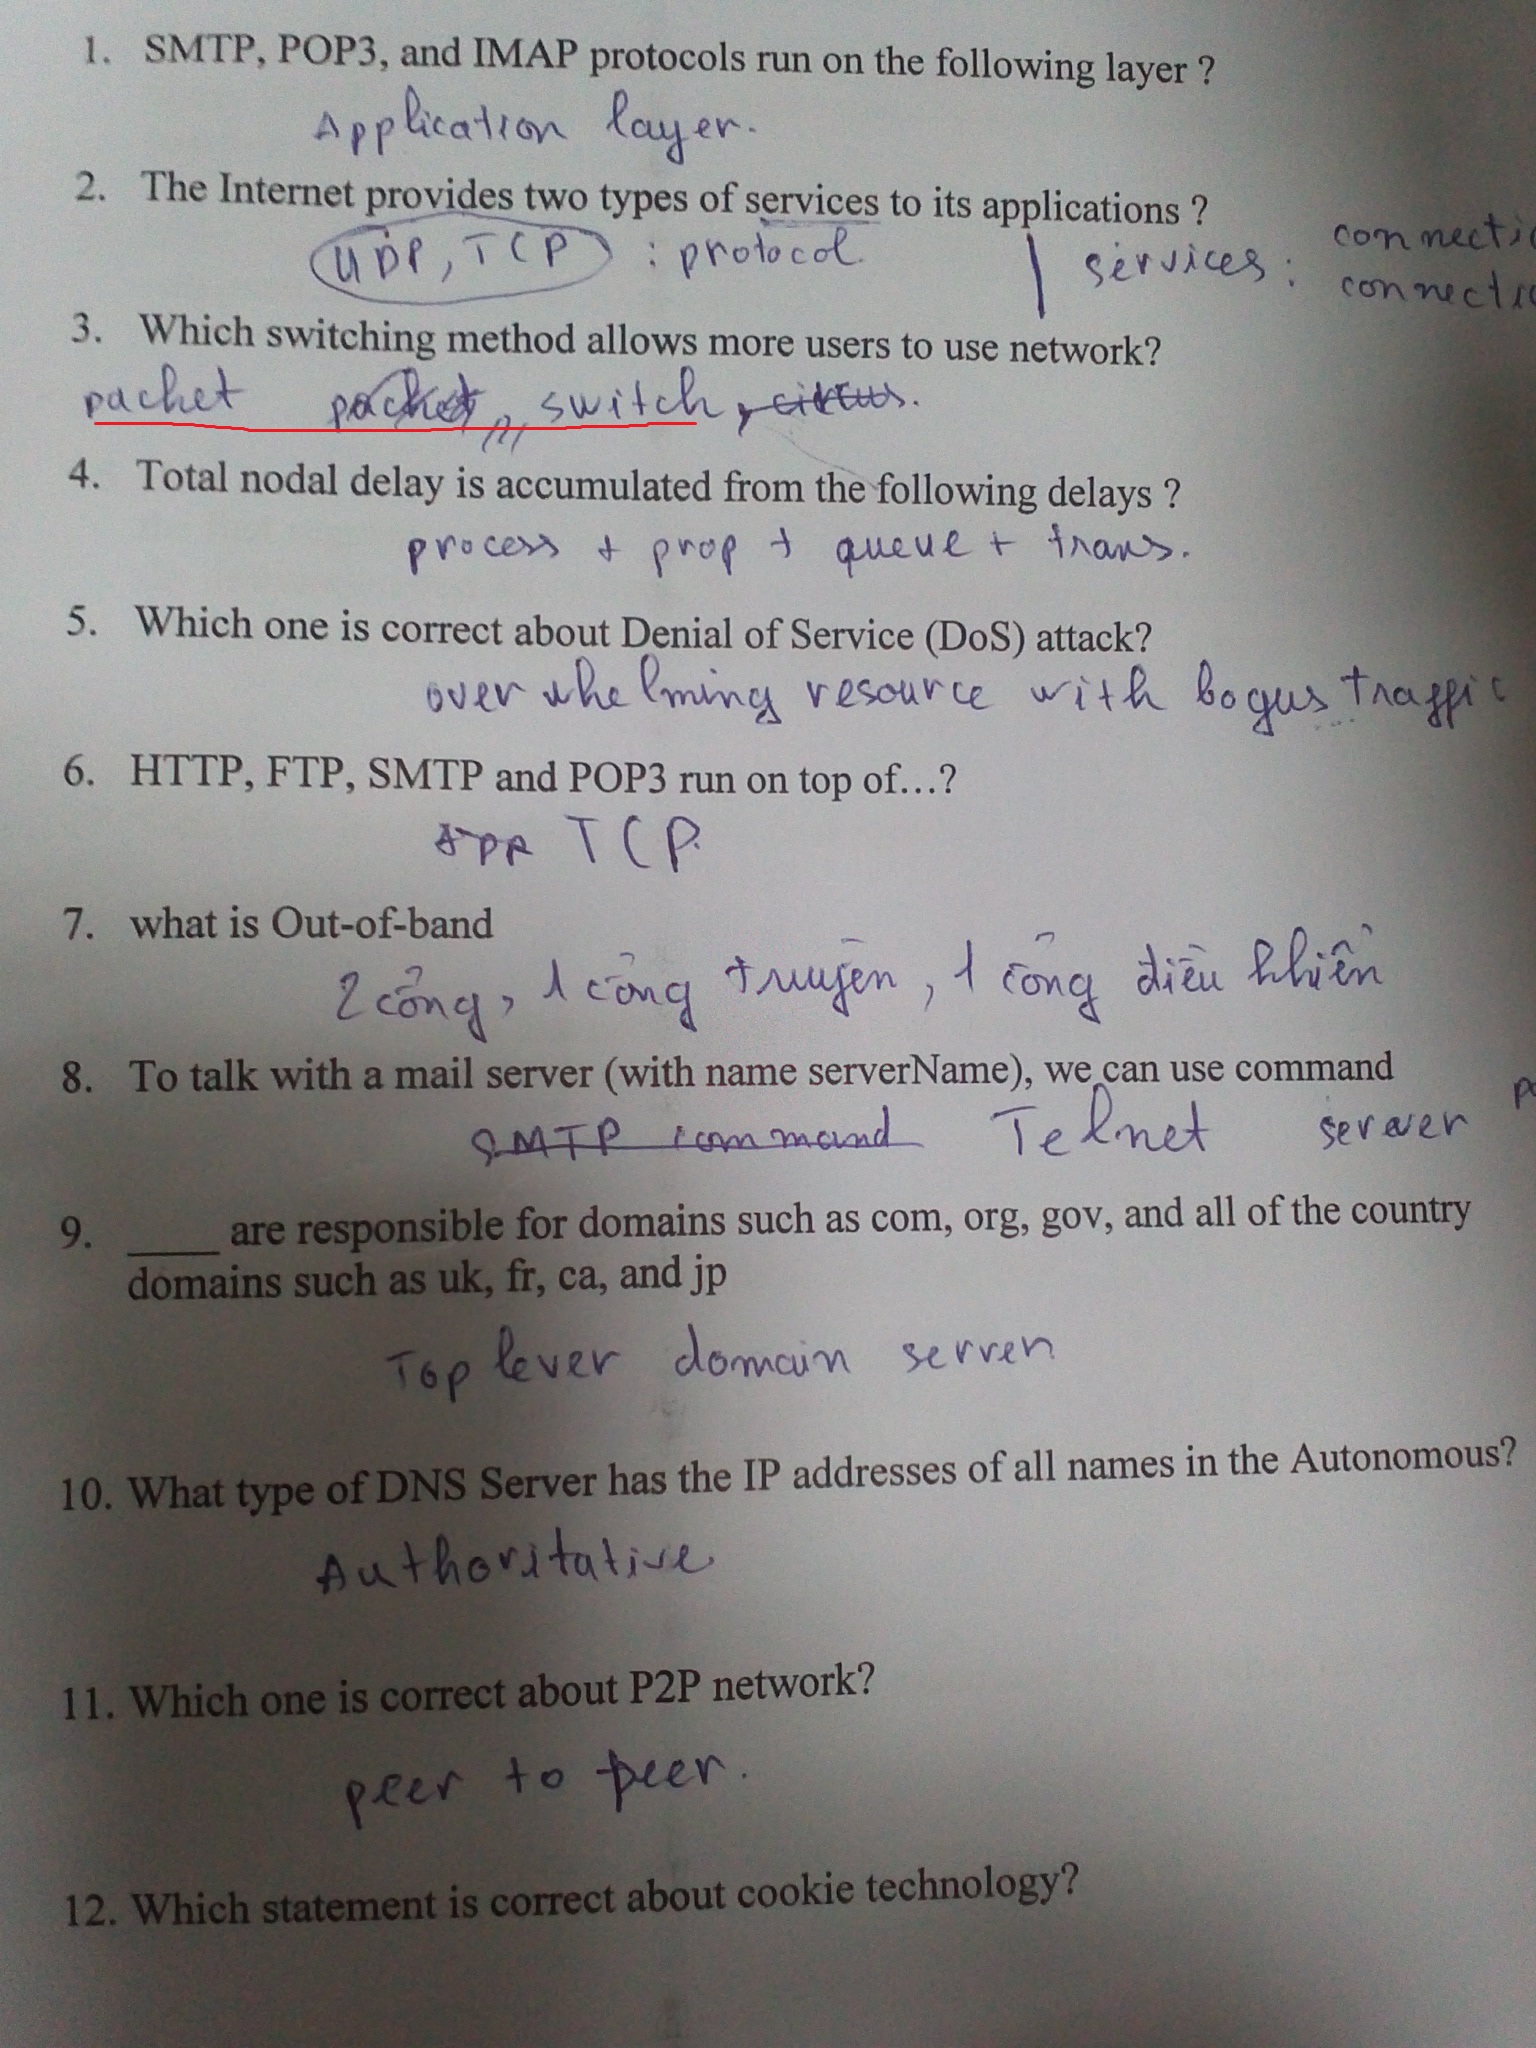 1. SMTP, POP3, and IMAP protocols run on the following layer ?
Application layer.
2. The Internet provides two types of services to its applications ?
UDP, TCP : protocol. | services : connecti
connecti
3. Which switching method allows more users to use network?
packet packet switch,
4. Total nodal delay is accumulated from the following delays ?
process + prop + queue + trans.
5. Which one is correct about Denial of Service (DoS) attack?
over whelming resource with bogus traffic
6. HTTP, FTP, SMTP and POP3 run on top of...?
TCP.
7. what is Out-of-band
2 cổng, 1 cổng truyền, 1 cổng điều khiển
8. To talk with a mail server (with name serverName), we can use command
SMTP command Telnet server
9. ____ are responsible for domains such as com, org, gov, and all of the country
domains such as uk, fr, ca, and jp
Top lever domain server
10. What type of DNS Server has the IP addresses of all names in the Autonomous?
Authoritative
11. Which one is correct about P2P network?
peer to peer.
12. Which statement is correct about cookie technology?